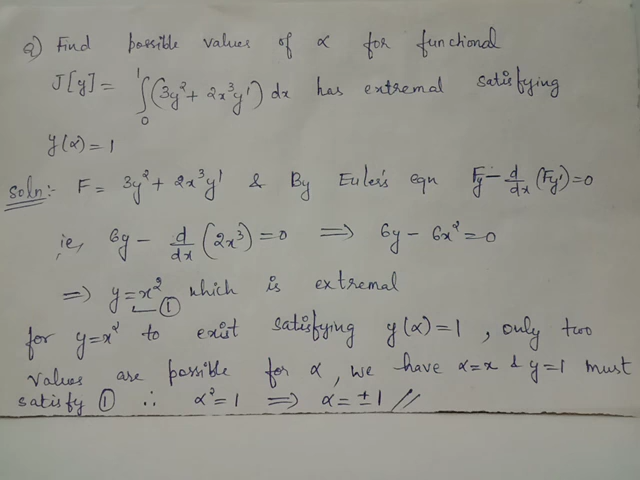 Q) Find possible values of α for functional
J[y] = ∫₀¹ (3y² + 2x³y') dx has extremal satisfying
y(α) = 1
Soln:- F = 3y² + 2x³y' & By Euler's eqn Fy - d/dx (Fy') = 0
ie, 6y - d/dx (2x³) = 0 ⟹ 6y - 6x² = 0
⟹ y = x² which is extremal
①
for y = x² to exist satisfying y(α) = 1, only two
values are possible for α, we have α = x & y = 1 must
satisfy ① ∴ α² = 1 ⟹ α = ± 1 //